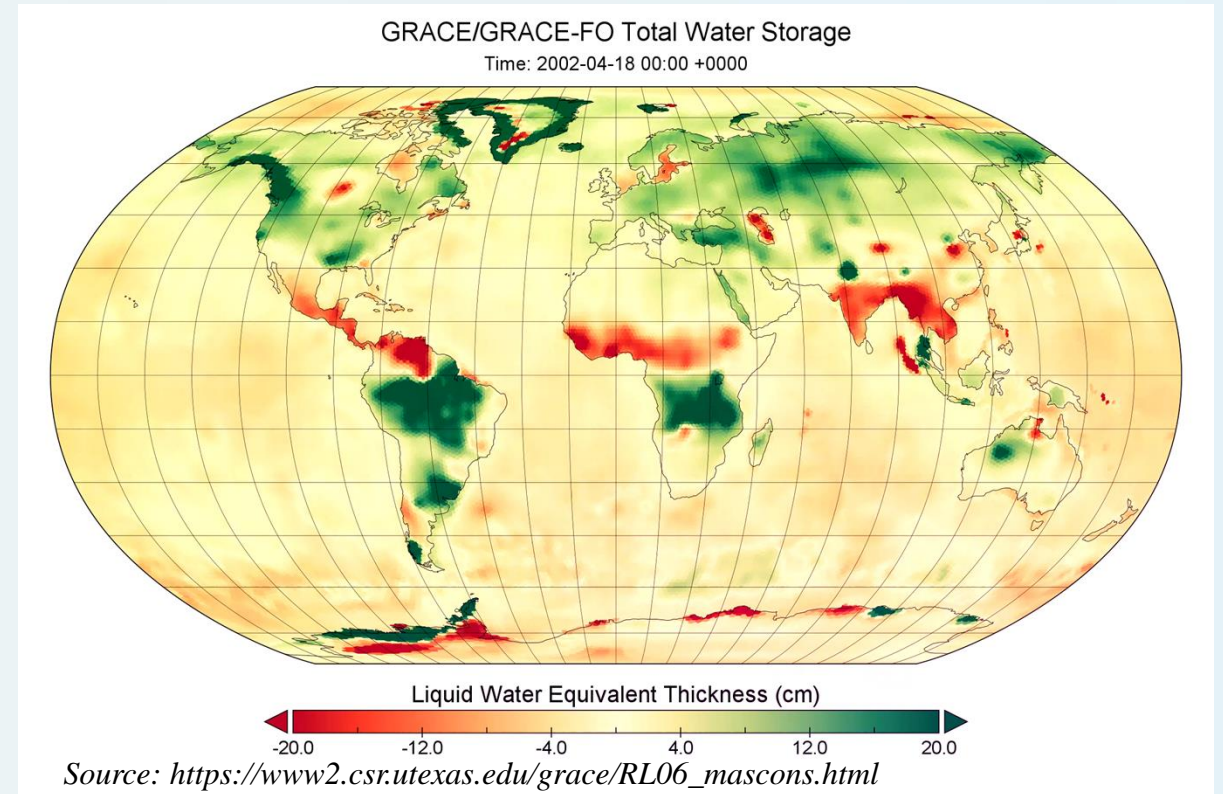 GRACE/GRACE-FO Total Water Storage
Time: 2002-04-18 00:00 +0000
Liquid Water Equivalent Thickness (cm)
-20.0 -12.0 -4.0 4.0 12.0 20.0
Source: https://www2.csr.utexas.edu/grace/RL06_mascons.html